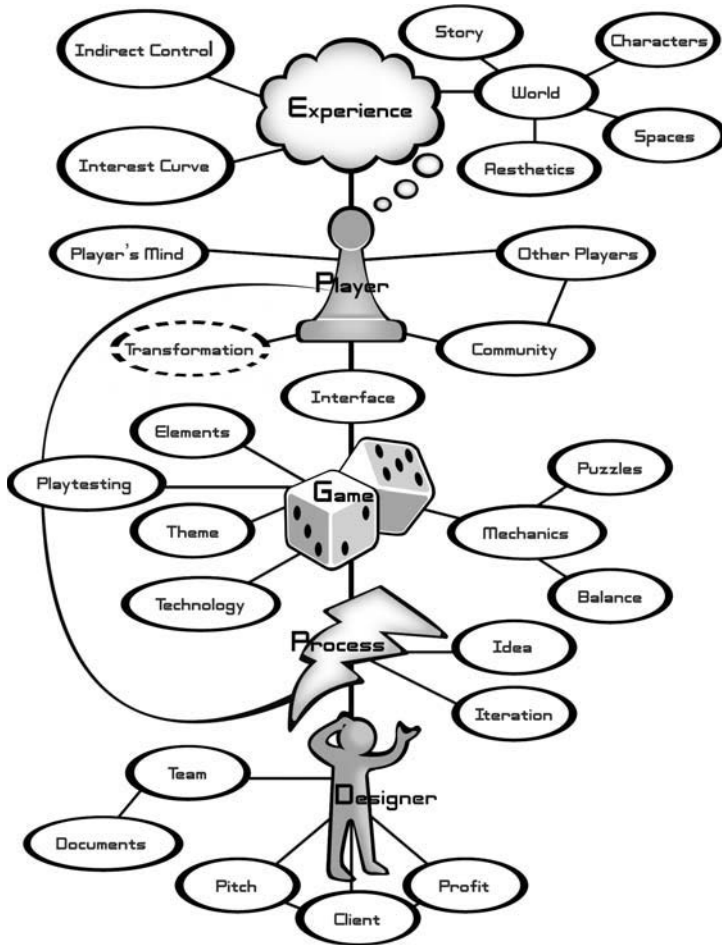 Story
Indirect Control
Characters
World
Experience
Spaces
Interest Curve
Aesthetics
Player's Mind
Other Players
Player
Transformation
Community
Interface
Elements
Puzzles
Playtesting
Game
Theme
Mechanics
Technology
Balance
Process
Idea
Iteration
Team
Designer
Documents
Pitch
Profit
Client